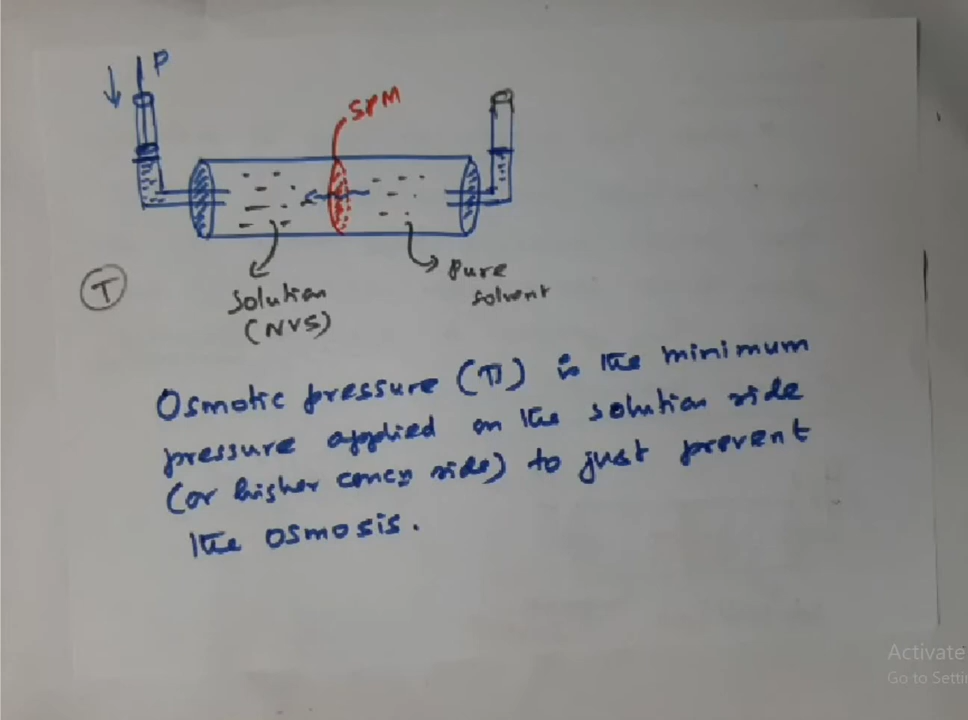 P
SPM
Solution
(NVS)
Pure
solvent
T
Osmotic pressure (π) is the minimum
pressure applied on the solution side
(or higher concn side) to just prevent
the osmosis.
Activate
Go to Settin